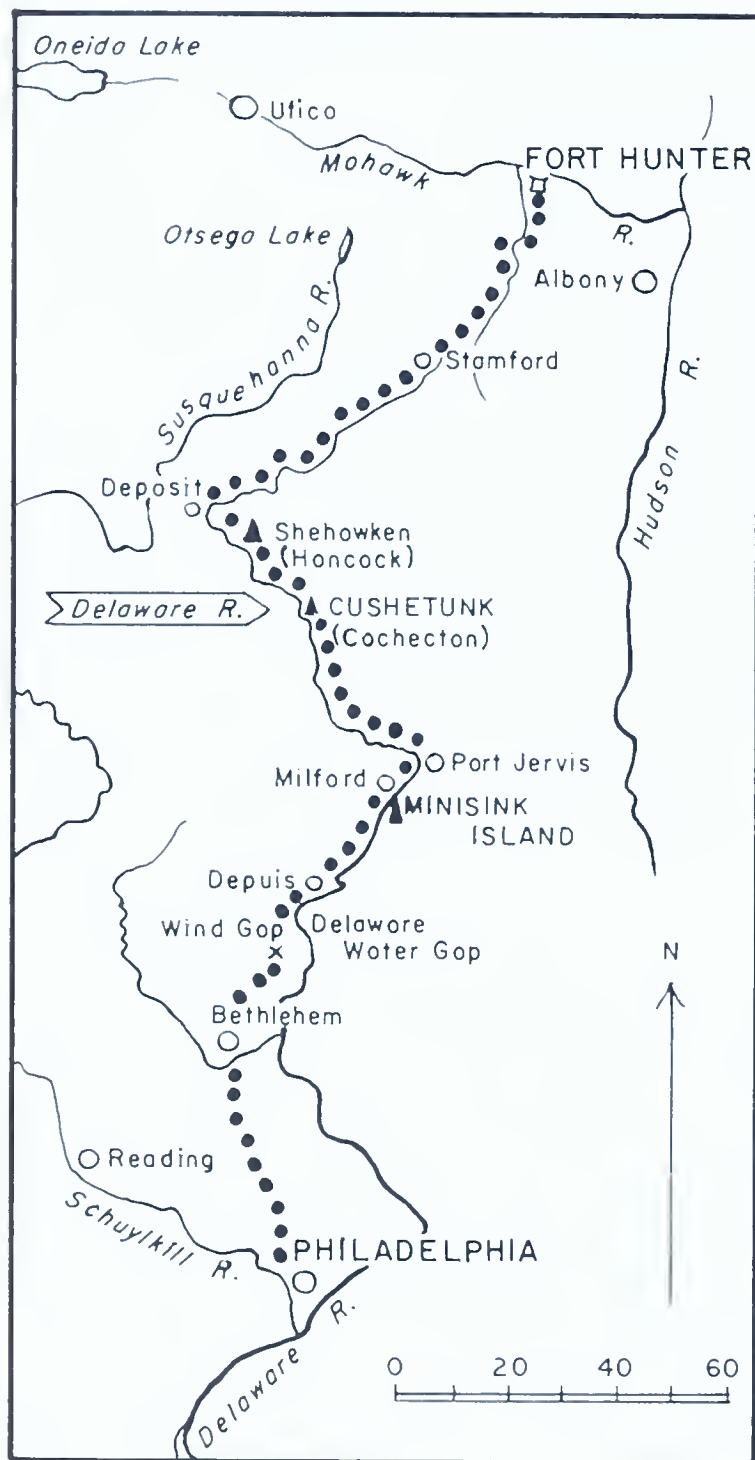 Oneida Lake
Utica
Mohawk
FORT HUNTER
R.
Otsego Lake
Albany
Susquehanna R.
Stamford
R.
Hudson
Deposit
Shehowken
(Hancock)
Delaware R.
CUSHETUNK
(Cochecton)
Port Jervis
Milford
MINISINK
ISLAND
Depuis
Wind Gap
Delaware
Water Gap
N
Bethlehem
Reading
Schuylkill
R.
PHILADELPHIA
Delaware
R.
0 20 40 60